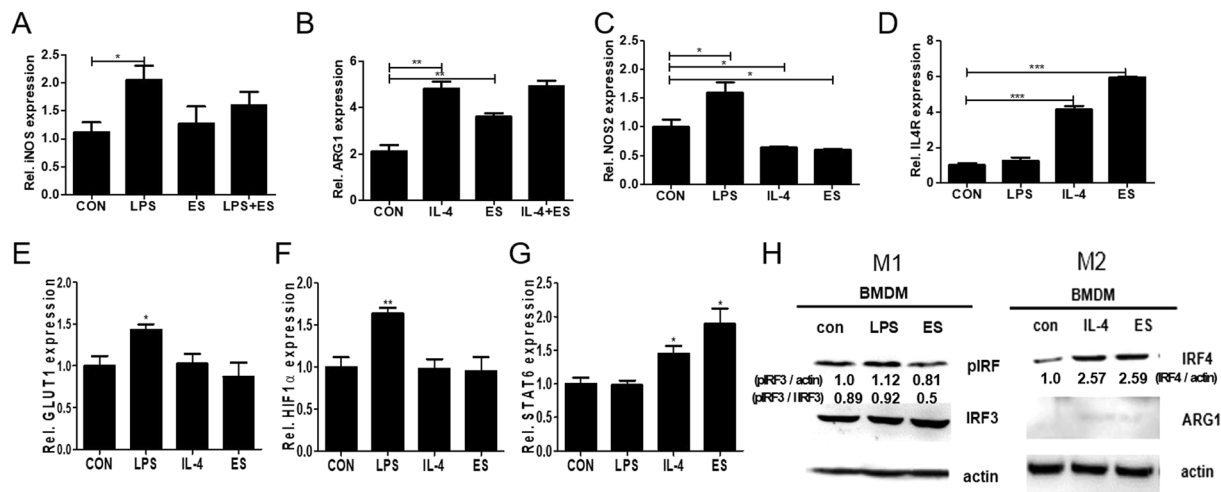 A
Rel. iNOS expression
2.5
2.0
1.5
1.0
0.5
0.0
*
CON LPS ES LPS+ES
B
Rel. ARG1 expression
6
4
2
0
**
**
CON IL-4 ES IL-4+ES
C
Rel. NOS2 expression
2.5
2.0
1.5
1.0
0.5
0.0
*
*
*
CON LPS IL-4 ES
D
Rel. IL4R expression
8
6
4
2
0
***
***
CON LPS IL-4 ES
E
Rel. GLUT1 expression
2.0
1.5
1.0
0.5
0.0
*
CON LPS IL-4 ES
F
Rel. HIF1α expression
2.0
1.5
1.0
0.5
0.0
**
CON LPS IL-4 ES
G
Rel. STAT6 expression
2.5
2.0
1.5
1.0
0.5
0.0
*
*
CON LPS IL-4 ES
H
M1
BMDM
con LPS ES
pIRF
(pIRF3 / actin) 1.0 1.12 0.81
(pIRF3 / IIRF3) 0.89 0.92 0.5
IRF3
actin
M2
BMDM
con IL-4 ES
IRF4
1.0 2.57 2.59 (IRF4 / actin)
ARG1
actin